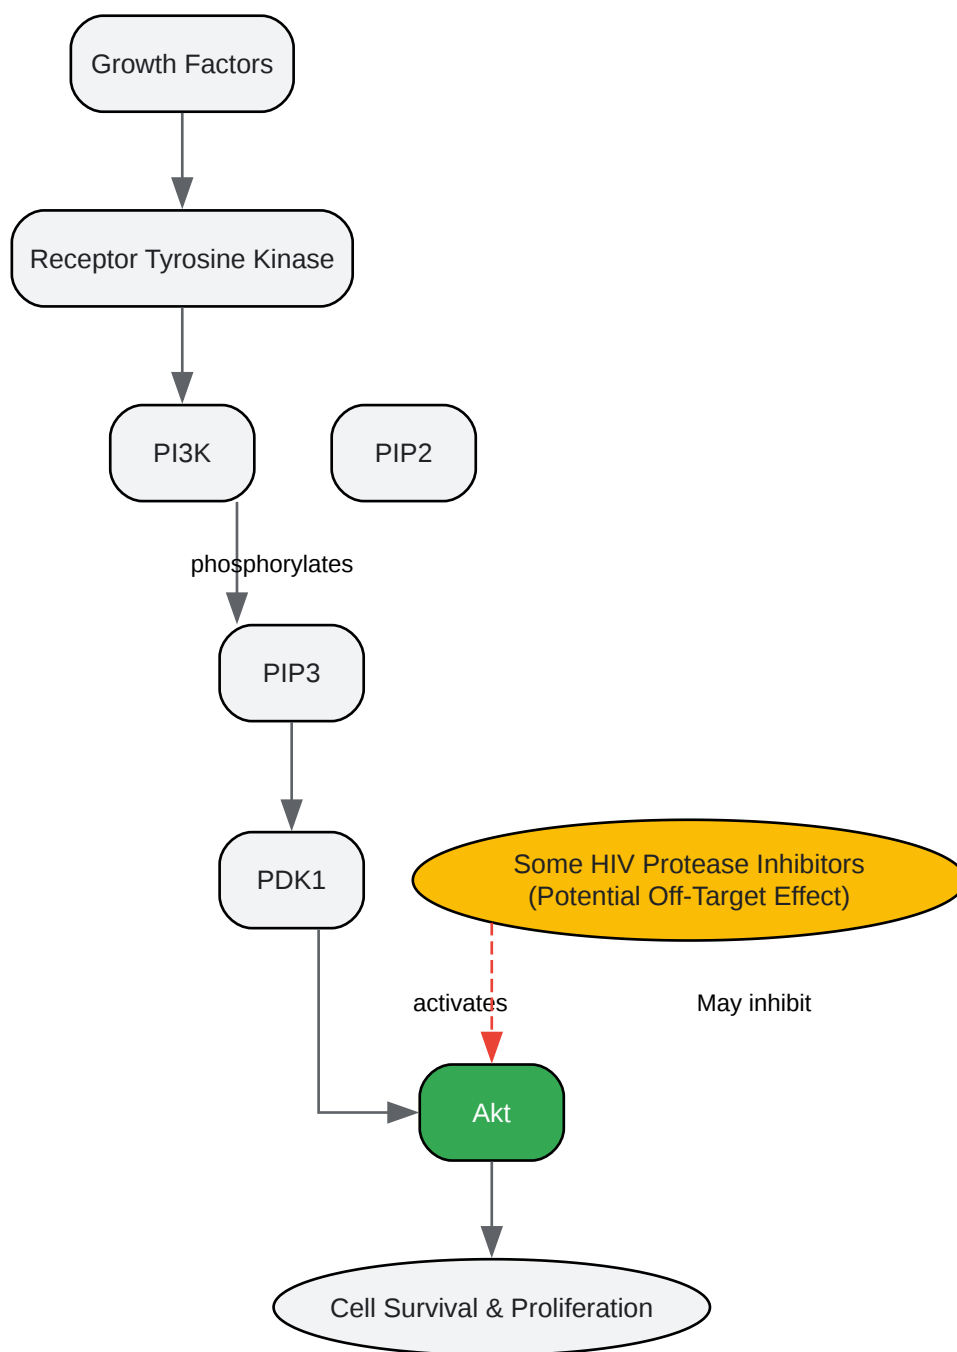 Growth Factors
Receptor Tyrosine Kinase
PI3K
PIP2
phosphorylates
PIP3
PDK1
Some HIV Protease Inhibitors
(Potential Off-Target Effect)
activates
May inhibit
Akt
Cell Survival & Proliferation